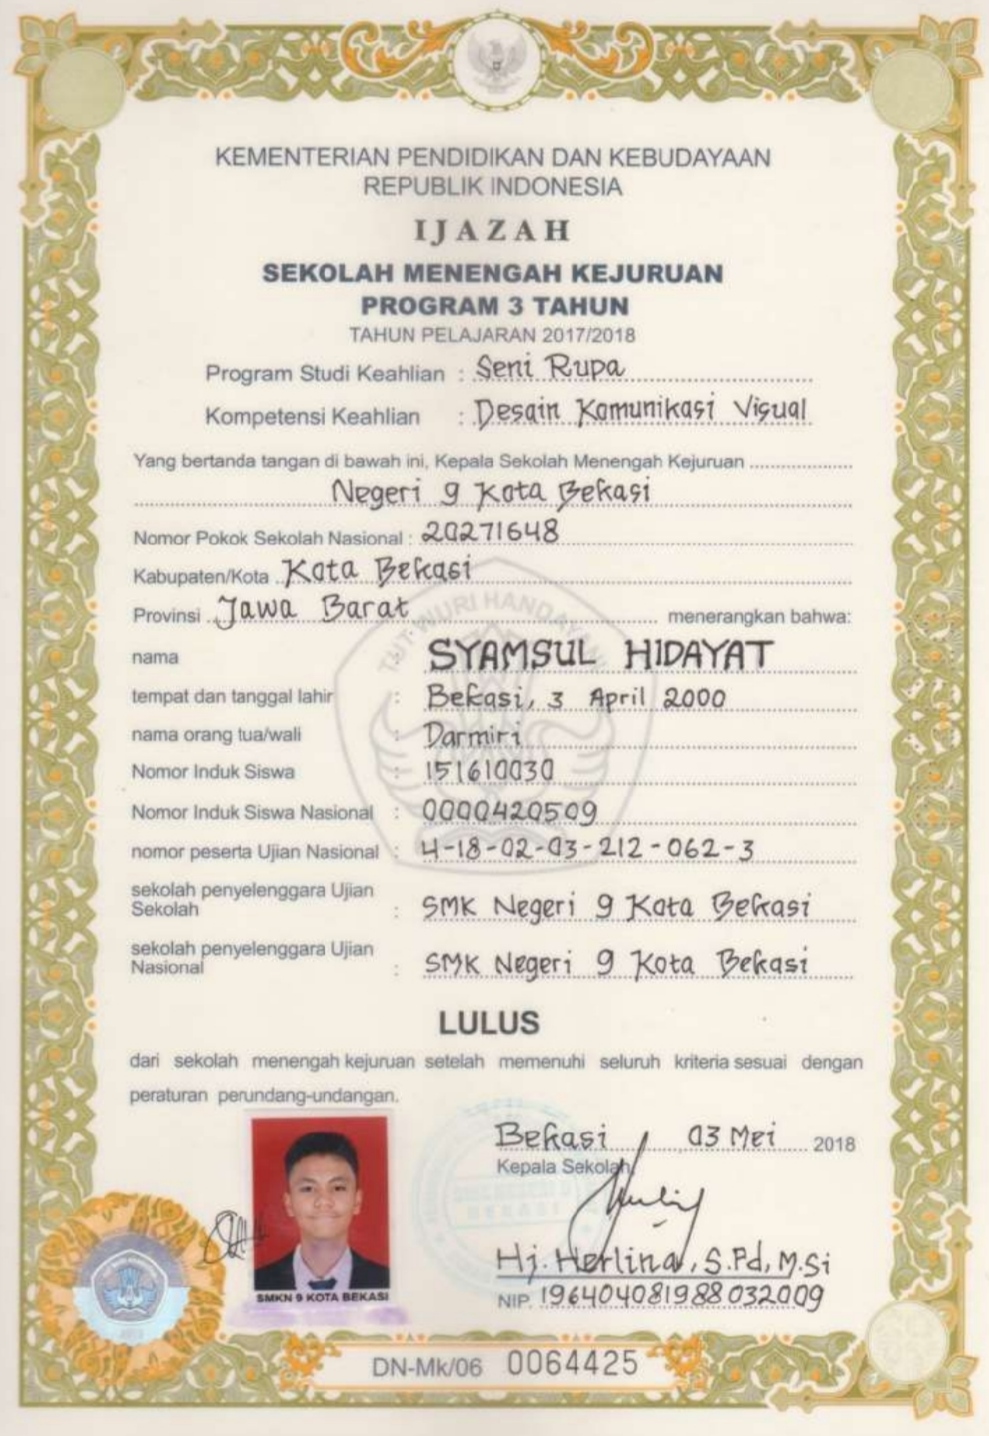 KEMENTERIAN PENDIDIKAN DAN KEBUDAYAAN
REPUBLIK INDONESIA
IJAZAH
SEKOLAH MENENGAH KEJURUAN
PROGRAM 3 TAHUN
TAHUN PELAJARAN 2017/2018
Program Studi Keahlian : Seni Rupa
Kompetensi Keahlian : Desain Komunikasi Visual
Yang bertanda tangan di bawah ini, Kepala Sekolah Menengah Kejuruan
Negeri 9 Kota Bekasi
Nomor Pokok Sekolah Nasional : 20271648
Kabupaten/Kota Kota Bekasi
Provinsi Jawa Barat menerangkan bahwa:
TUT WURI HANDAYANI
nama SYAMSUL HIDAYAT
tempat dan tanggal lahir : Bekasi, 3 April 2000
nama orang tua/wali : Darmiri
Nomor Induk Siswa : 151610030
Nomor Induk Siswa Nasional : 0000420509
nomor peserta Ujian Nasional : 4-18-02-03-212-062-3
sekolah penyelenggara Ujian
Sekolah : SMK Negeri 9 Kota Bekasi
sekolah penyelenggara Ujian
Nasional : SMK Negeri 9 Kota Bekasi
LULUS
dari sekolah menengah kejuruan setelah memenuhi seluruh kriteria sesuai dengan
peraturan perundang-undangan.
Bekasi, 03 Mei 2018
Kepala Sekolah,
Hj. Herlina, S.Pd, M.Si
NIP. 196404081988032009
SMKN 9 KOTA BEKASI
DN-Mk/06 0064425